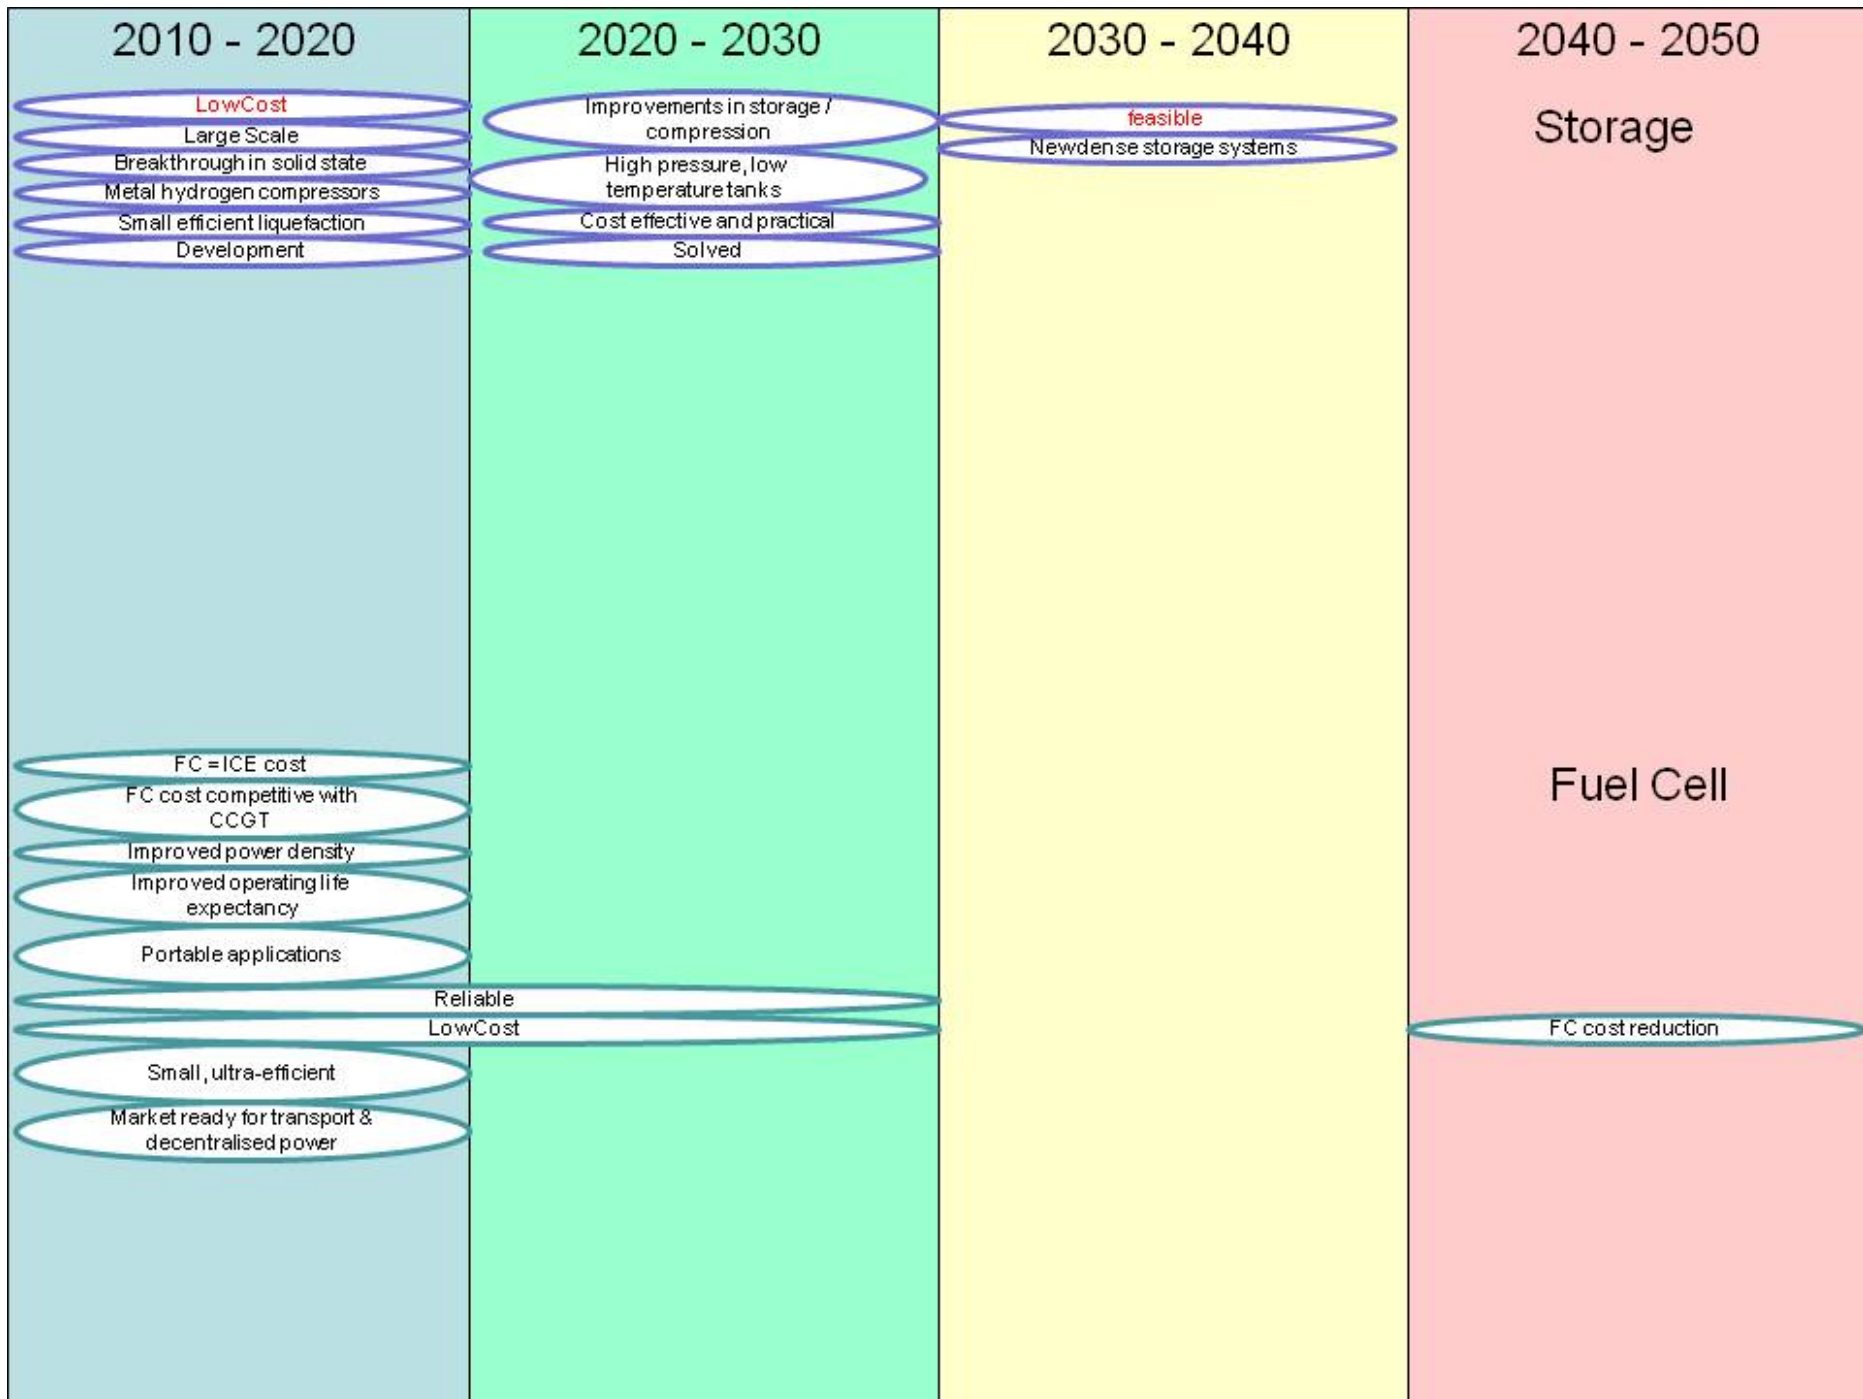 2010 - 2020
2020 - 2030
2030 - 2040
2040 - 2050
LowCost
Large Scale
Breakthrough in solid state
Metal hydrogen compressors
Small efficient liquefaction
Development
Improvements in storage /
compression
High pressure, low
temperature tanks
Cost effective and practical
Solved
feasible
Newdense storage systems
Storage
FC = ICE cost
FC cost competitive with
CCGT
Improved power density
Improved operating life
expectancy
Portable applications
Reliable
LowCost
Small, ultra-efficient
Market ready for transport &
decentralised power
Fuel Cell
FC cost reduction